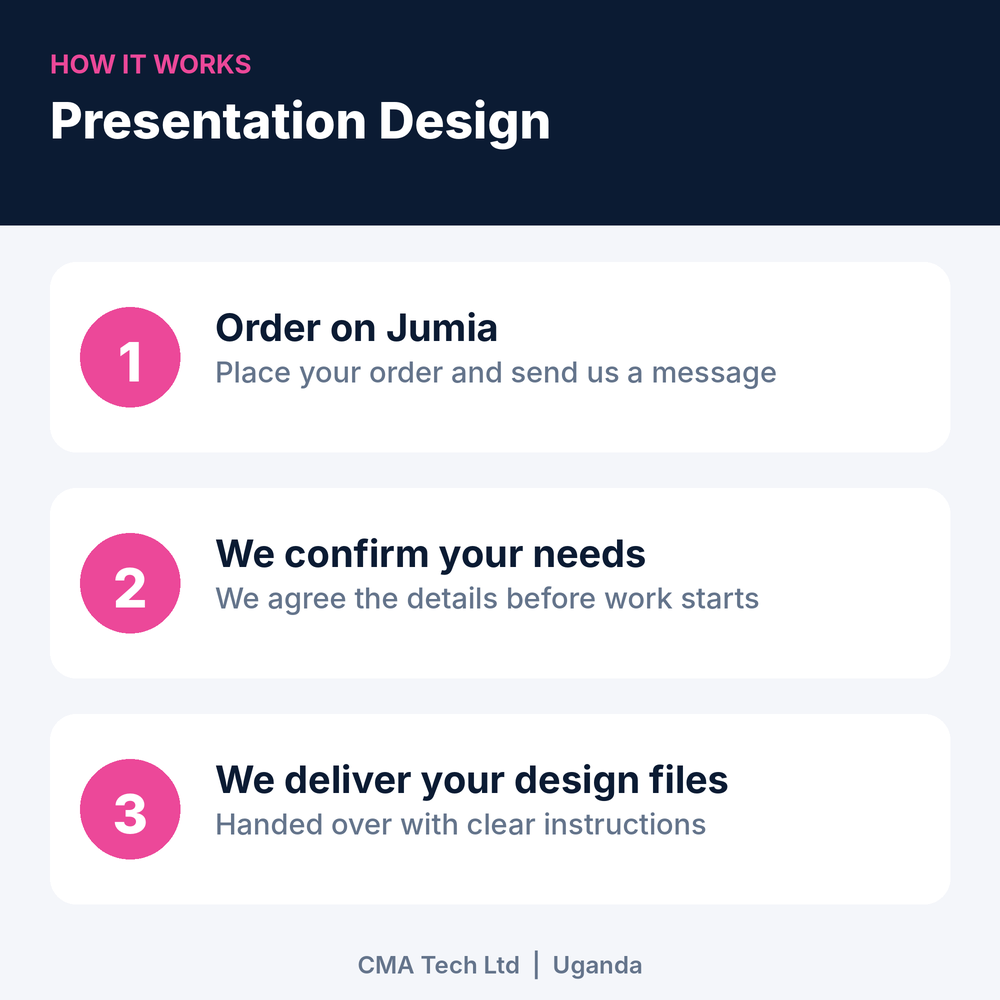 HOW IT WORKS
Presentation Design
1
Order on Jumia
Place your order and send us a message
2
We confirm your needs
We agree the details before work starts
3
We deliver your design files
Handed over with clear instructions
CMA Tech Ltd | Uganda